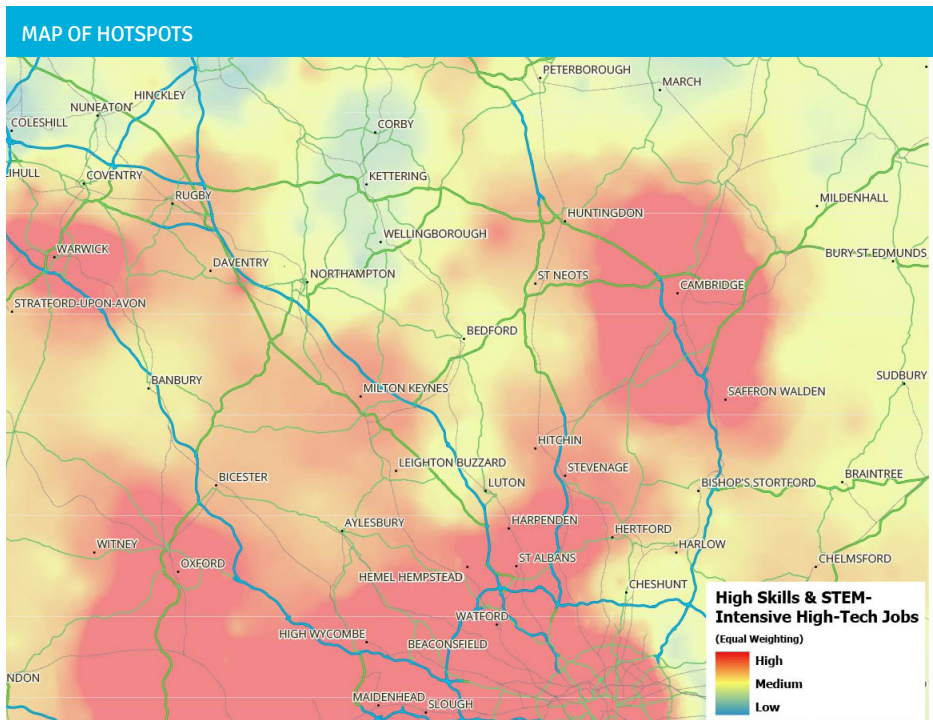 MAP OF HOTSPOTS
PETERBOROUGH
MARCH
HINCKLEY
NUNEATON
COLESHILL
CORBY
IHULL
COVENTRY
KETTERING
RUGBY
MILDENHALL
HUNTINGDON
WELLINGBOROUGH
WARWICK
BURY ST EDMUNDS
DAVENTRY
NORTHAMPTON
ST NEOTS
CAMBRIDGE
STRATFORD-UPON-AVON
BEDFORD
BANBURY
MILTON KEYNES
SUDBURY
SAFFRON WALDEN
HITCHIN
LEIGHTON BUZZARD
STEVENAGE
BICESTER
LUTON
BISHOP'S STORTFORD
BRAINTREE
AYLESBURY
HARPENDEN
HERTFORD
WITNEY
HARLOW
OXFORD
ST ALBANS
CHELMSFORD
HEMEL HEMPSTEAD
CHESHUNT
WATFORD
HIGH WYCOMBE
BEACONSFIELD
NDON
MAIDENHEAD
SLOUGH
High Skills & STEM-
Intensive High-Tech Jobs
(Equal Weighting)
High
Medium
Low